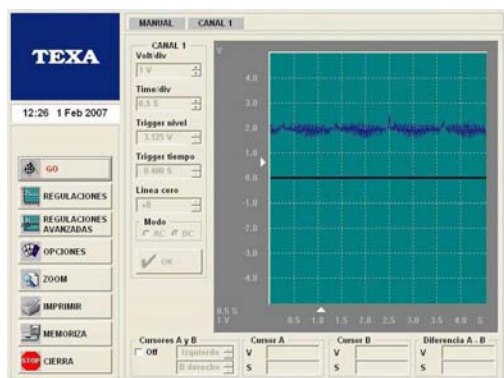 MANUAL CANAL 1
TEXA
12:26 1 Feb 2007
GO
REGULACIONES
REGULACIONES AVANZADAS
OPCIONES
ZOOM
IMPRIMIR
MEMORIZA
STOP CIERRA
CANAL 1
Volt/div
1 V
Time/div
0.5 S
Trigger nivel
3.125 V
Trigger tiempo
0.400 S
Linea cero
Modo
AC DC
OK
V
4.0
3.0
2.0
1.0
0.0
-1.0
-2.0
-3.0
-4.0
0.5 S
1 V
0.5 1.0 1.5 2.0 2.5 3.0 3.5 4.0 S
Cursores A y B
Off Izquierdo
B derecho
Cursor A
V
S
Cursor B
V
S
Diferencia A - B
V
S